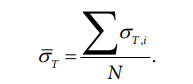 σ̅_T = ∑ σ_{T,i} / N .